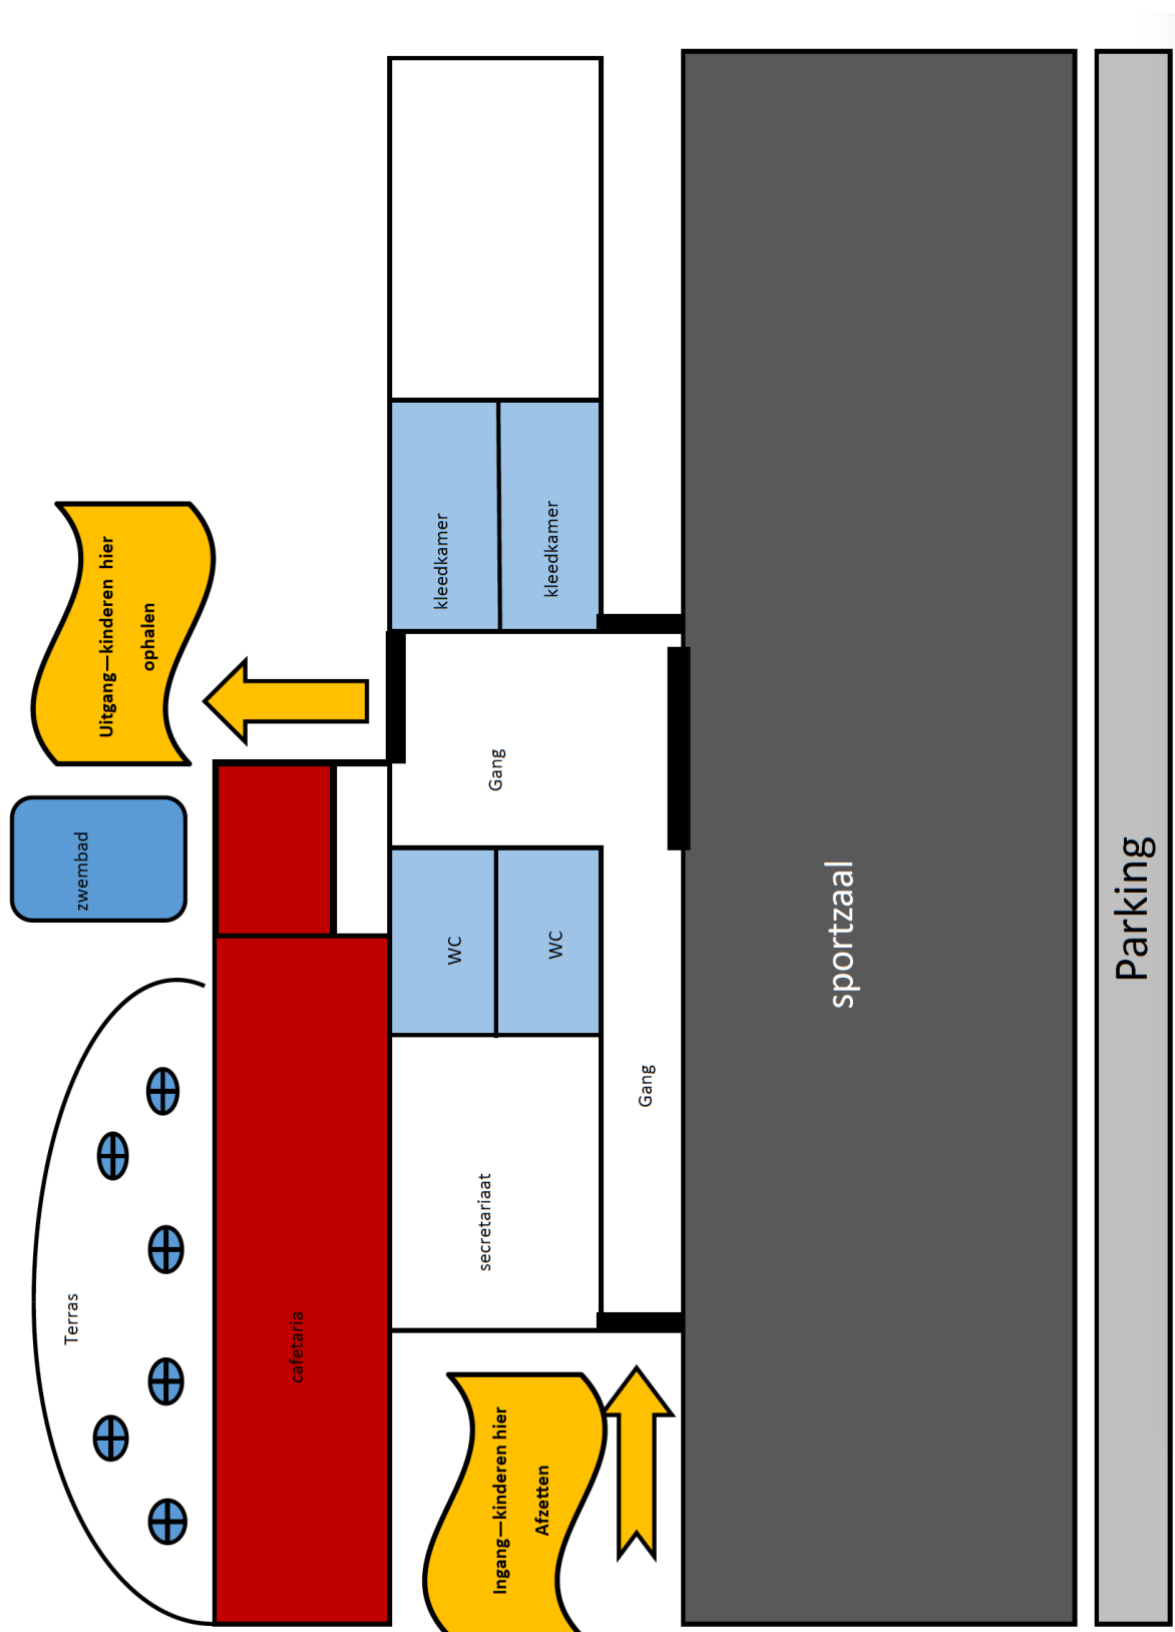 Uitgang—kinderen hier
ophalen
zwembad
Terras
cafetaria
kleedkamer
kleedkamer
Gang
WC
WC
secretariaat
Gang
Ingang—kinderen hier
Afzetten
sportzaal
Parking